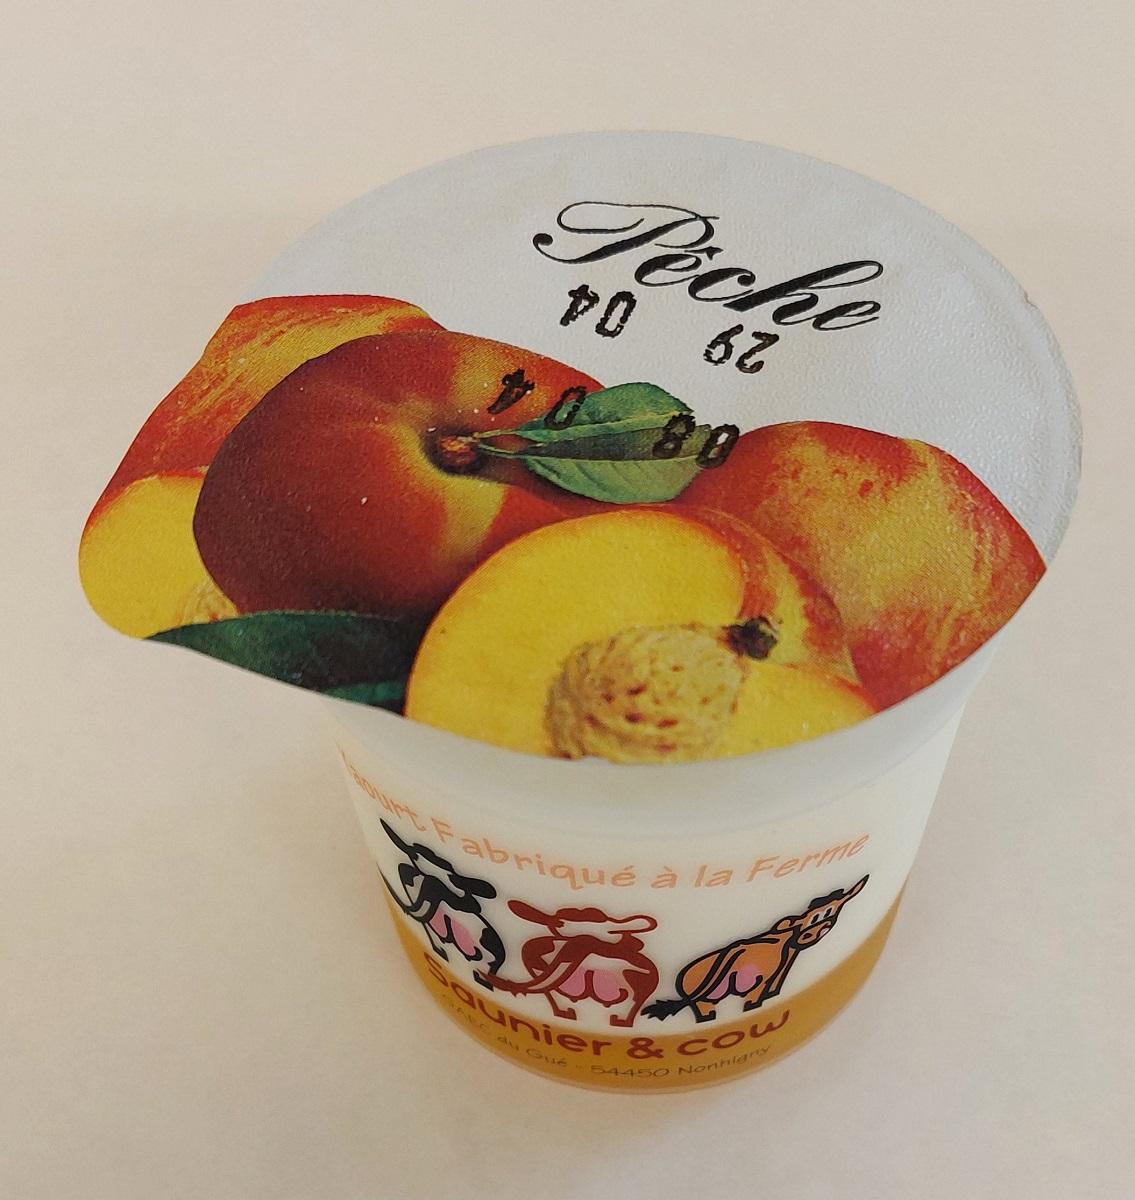 Pêche
08 04
29 04
Yaourt Fabriqué à la Ferme
Saunier & cow
GAEC du Gué - 54450 Nonhigny